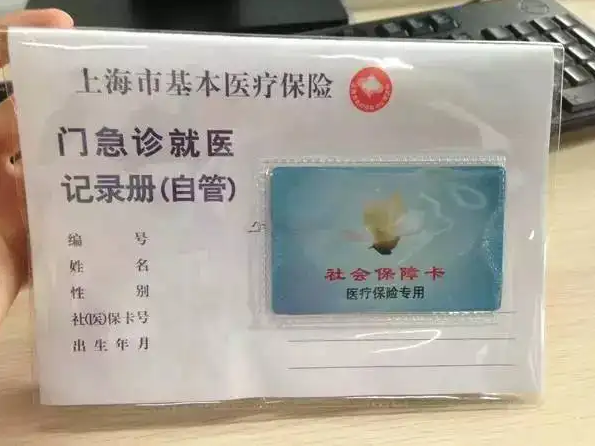 上海市基本医疗保险
门急诊就医
记录册(自管)
编 号
姓 名
性 别
社(医)保卡号
出生年月
社会保障卡
医疗保险专用